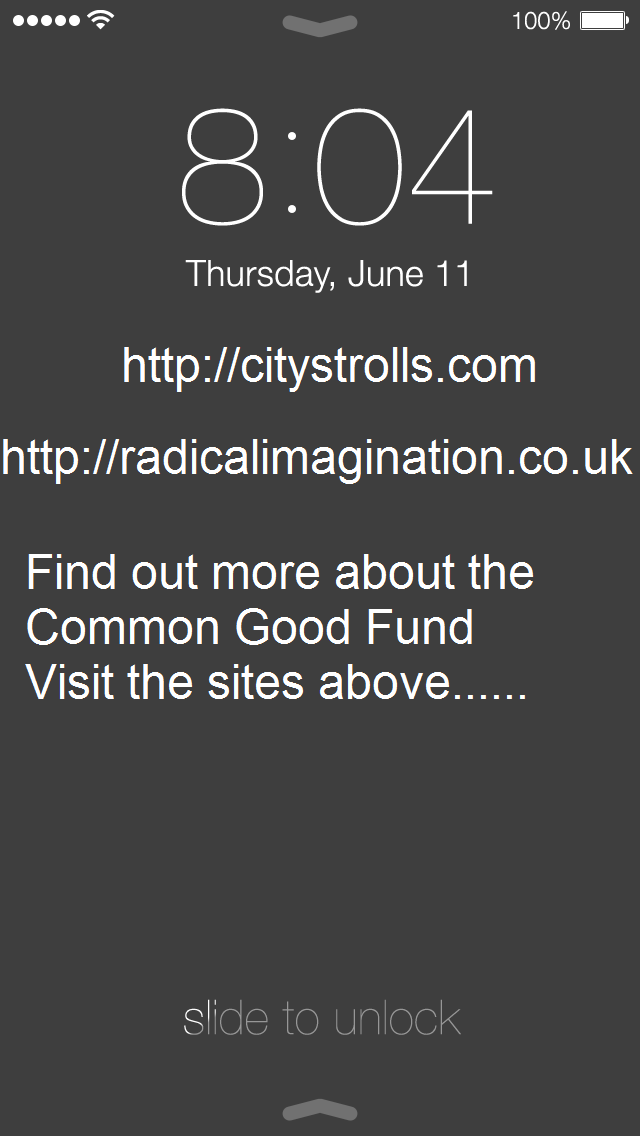 100%
8:04
Thursday, June 11
http://citystrolls.com
http://radicalimagination.co.uk
Find out more about the
Common Good Fund
Visit the sites above......
slide to unlock